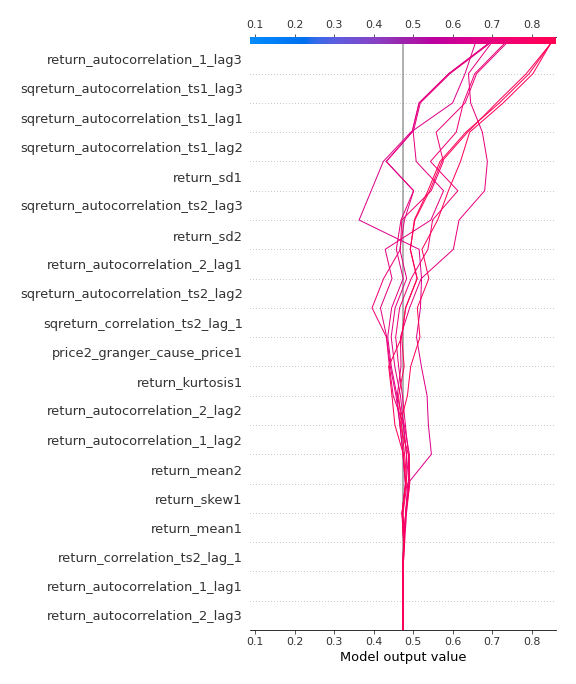 0.1 0.2 0.3 0.4 0.5 0.6 0.7 0.8
return_autocorrelation_1_lag3
sqreturn_autocorrelation_ts1_lag3
sqreturn_autocorrelation_ts1_lag1
sqreturn_autocorrelation_ts1_lag2
return_sd1
sqreturn_autocorrelation_ts2_lag3
return_sd2
return_autocorrelation_2_lag1
sqreturn_autocorrelation_ts2_lag2
sqreturn_correlation_ts2_lag_1
price2_granger_cause_price1
return_kurtosis1
return_autocorrelation_2_lag2
return_autocorrelation_1_lag2
return_mean2
return_skew1
return_mean1
return_correlation_ts2_lag_1
return_autocorrelation_1_lag1
return_autocorrelation_2_lag3
0.1 0.2 0.3 0.4 0.5 0.6 0.7 0.8
Model output value